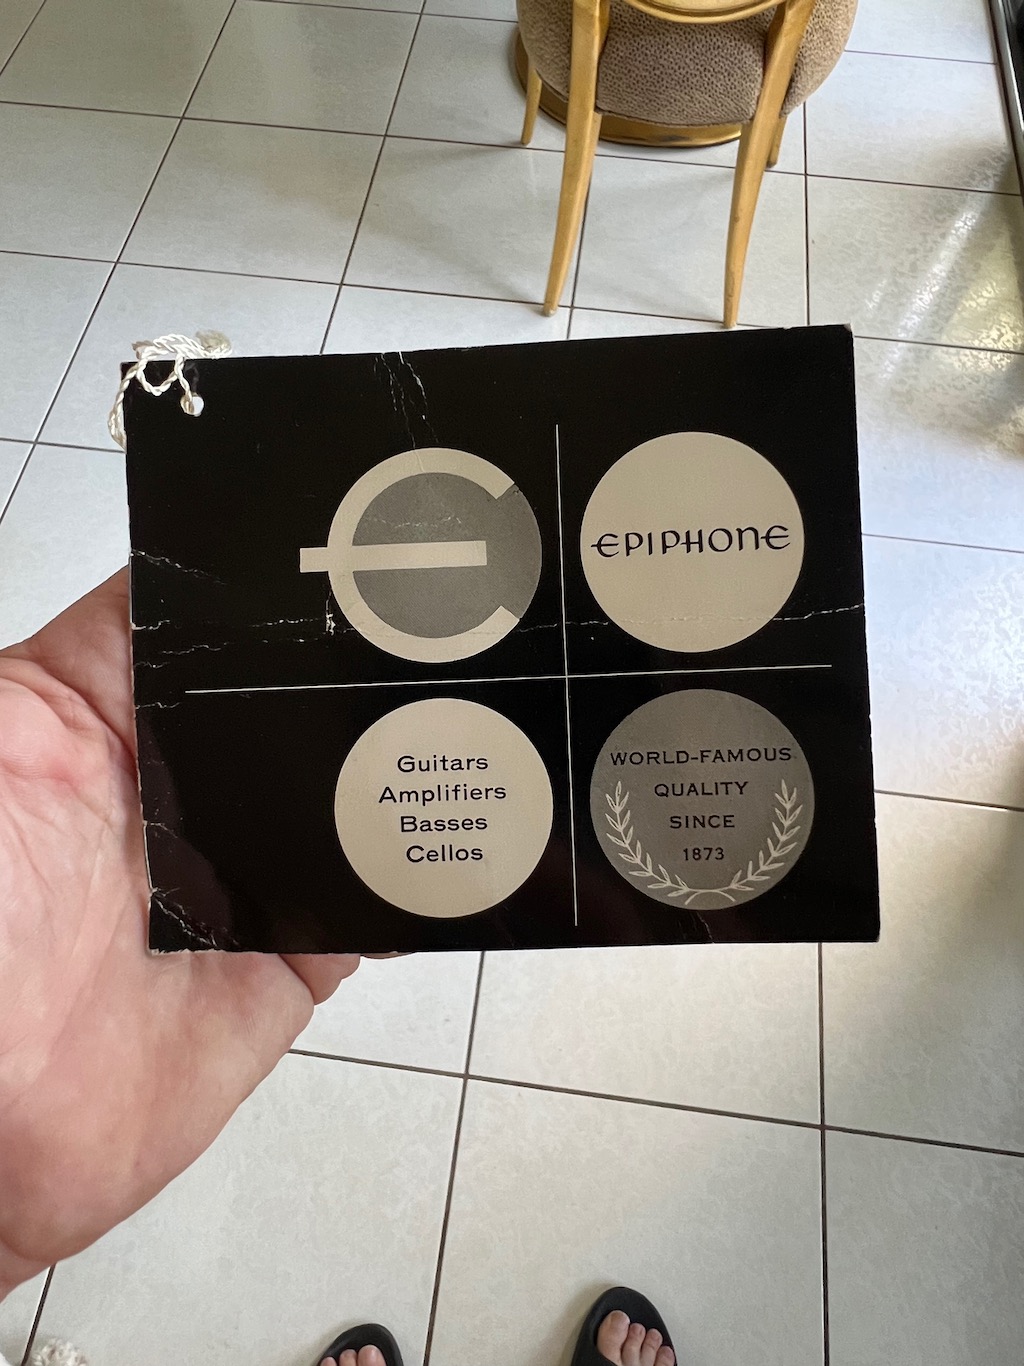 EPIPHONE
Guitars
Amplifiers
Basses
Cellos
WORLD-FAMOUS
QUALITY
SINCE
1873